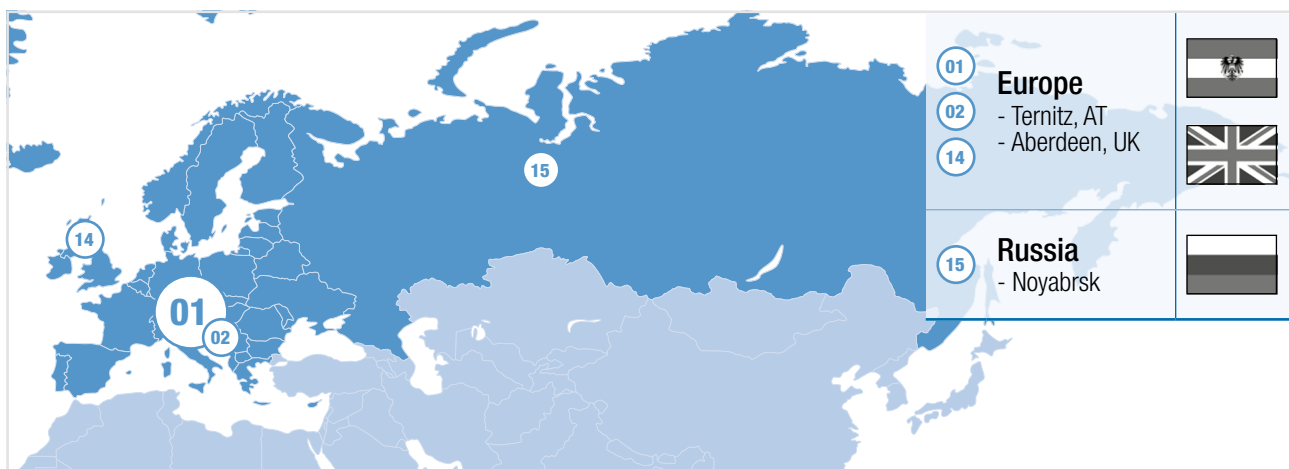 01
02
14
Europe
- Ternitz, AT
- Aberdeen, UK
15
Russia
- Noyabrsk
15
14
01
02